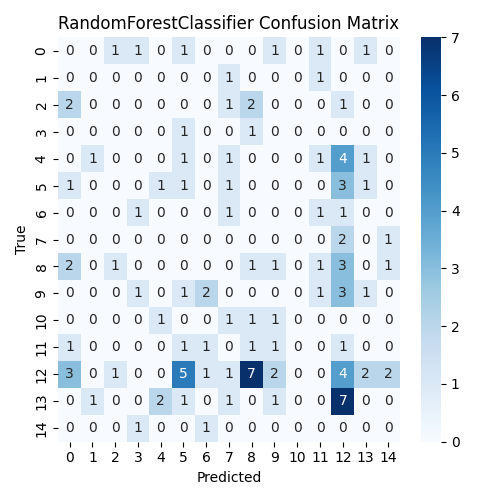 RandomForestClassifier Confusion Matrix
0 0 0 1 1 0 1 0 0 0 1 0 1 0 1 0
1 0 0 0 0 0 0 0 1 0 0 0 1 0 0 0
2 2 0 0 0 0 0 0 1 2 0 0 0 1 0 0
3 0 0 0 0 0 1 0 0 1 0 0 0 0 0 0
4 0 1 0 0 0 1 0 1 0 0 0 1 4 1 0
5 1 0 0 0 1 1 0 1 0 0 0 0 3 1 0
6 0 0 0 1 0 0 0 1 0 0 0 1 1 0 0
7 0 0 0 0 0 0 0 0 0 0 0 0 2 0 1
8 2 0 1 0 0 0 0 0 1 1 0 1 3 0 1
9 0 0 0 1 0 1 2 0 0 0 0 1 3 1 0
10 0 0 0 0 1 0 0 1 1 1 0 0 0 0 0
11 1 0 0 0 0 1 1 0 1 1 0 0 1 0 0
12 3 0 1 0 0 5 1 1 7 2 0 0 4 2 2
13 0 1 0 0 2 1 0 1 0 1 0 0 7 0 0
14 0 0 0 1 0 0 1 0 0 0 0 0 0 0 0
0 1 2 3 4 5 6 7 8 9 10 11 12 13 14
Predicted
True
7
6
5
4
3
2
1
0